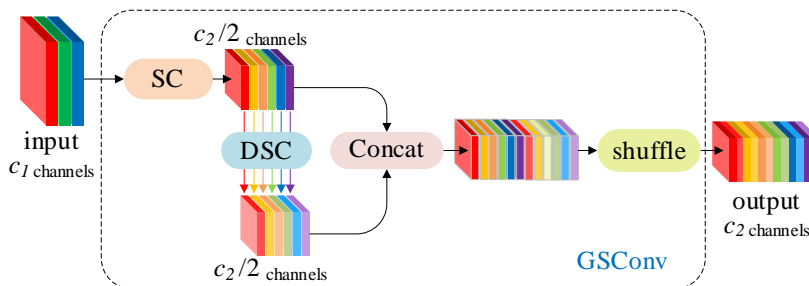 input
c1 channels
SC
c2/2 channels
DSC
c2/2 channels
Concat
shuffle
GSConv
output
c2 channels